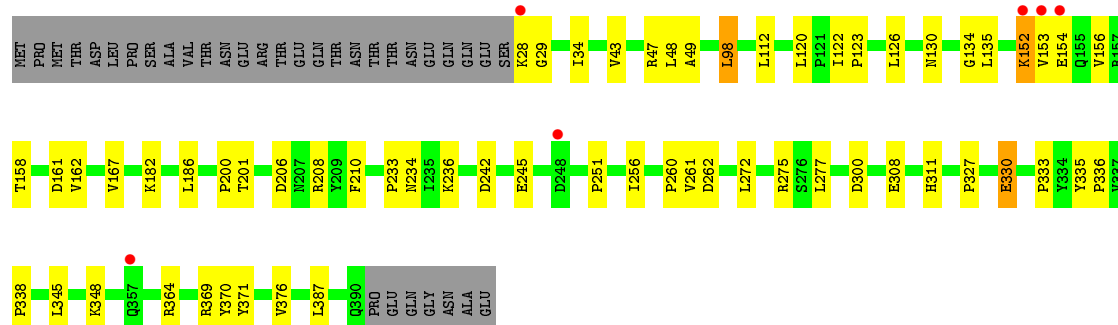 MET PRO MET THR ASP LEU PRO SER ALA VAL THR ASN GLU ARG THR GLU GLN THR ASN THR THR ASN GLU GLN GLN GLU SER K28 G29 I34 V43 R47 L48 A49 L98 L112 L120 P121 I122 P123 L126 N130 G134 L135 K152 V153 E154 Q155 V156 R157
T158 D161 V162 V167 K182 L186 P200 T201 D206 N207 R208 Y209 F210 P233 N234 I235 K236 D242 E245 D248 P251 I256 P260 V261 D262 L272 R275 S276 L277 D300 E308 H311 P327 E330 P333 Y334 Y335 P336 V337
P338 L345 K348 Q357 R364 R369 Y370 Y371 V376 L387 Q390 PRO GLU GLN GLY ASN ALA GLU